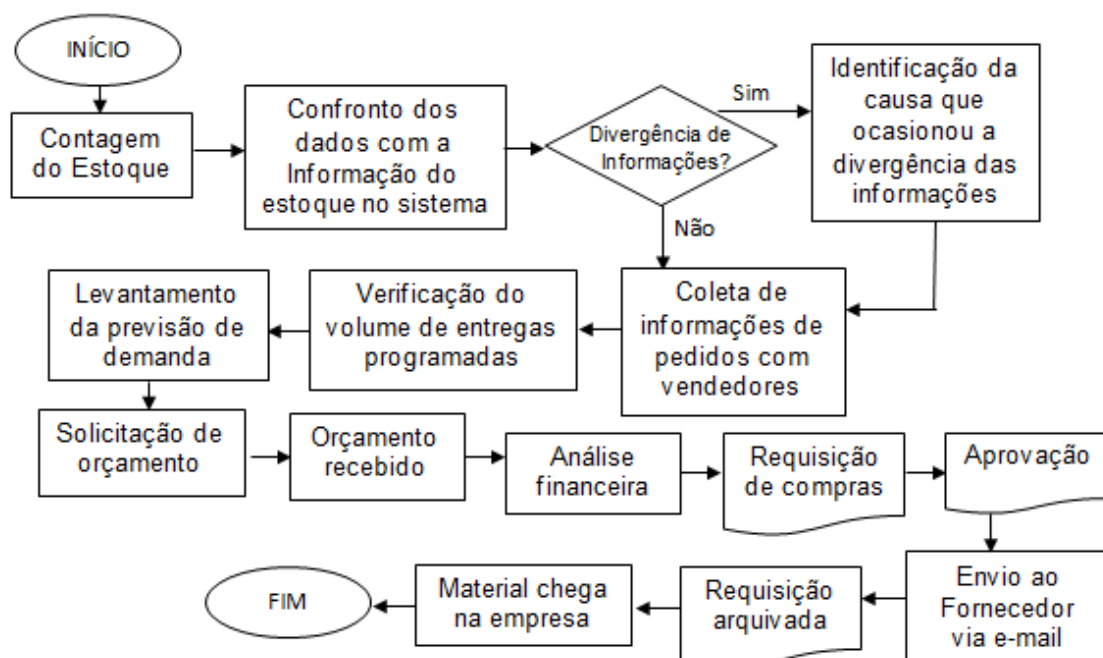 INÍCIO
Contagem
do Estoque
Confronto dos
dados com a
Informação do
estoque no sistema
Divergência de
Informações?
Sim
Identificação da
causa que
ocasionou a
divergência das
informações
Não
Coleta de
informações de
pedidos com
vendedores
Verificação do
volume de entregas
programadas
Levantamento
da previsão de
demanda
Solicitação de
orçamento
Orçamento
recebido
Análise
financeira
Requisição
de compras
Aprovação
Envio ao
Fornecedor
via e-mail
Requisição
arquivada
Material chega
na empresa
FIM